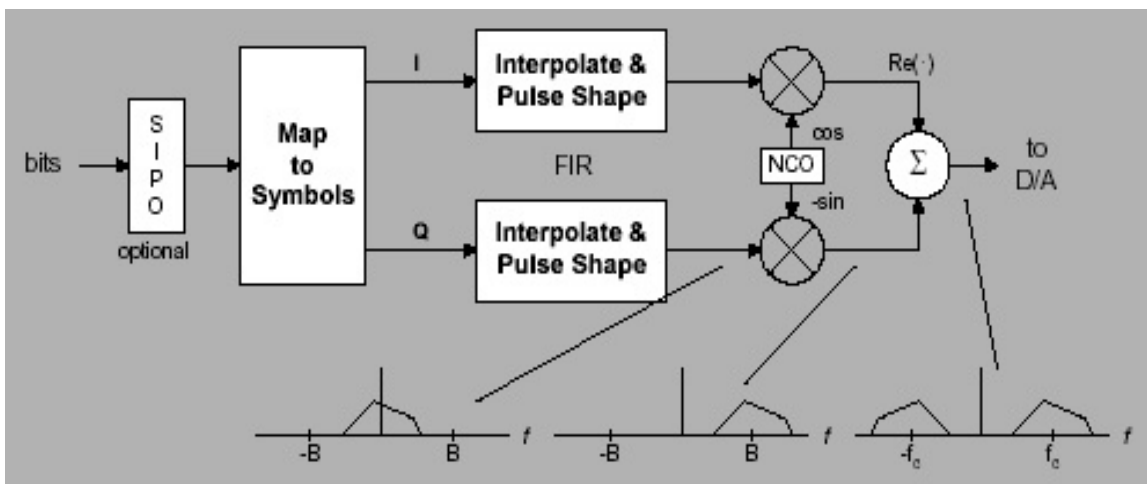 bits
S
I
P
O
optional
Map
to
Symbols
I
Q
Interpolate &
Pulse Shape
FIR
Interpolate &
Pulse Shape
cos
NCO
-sin
Re(·)
Σ
to
D/A
-B
B
f
-B
B
f
-fc
fc
f